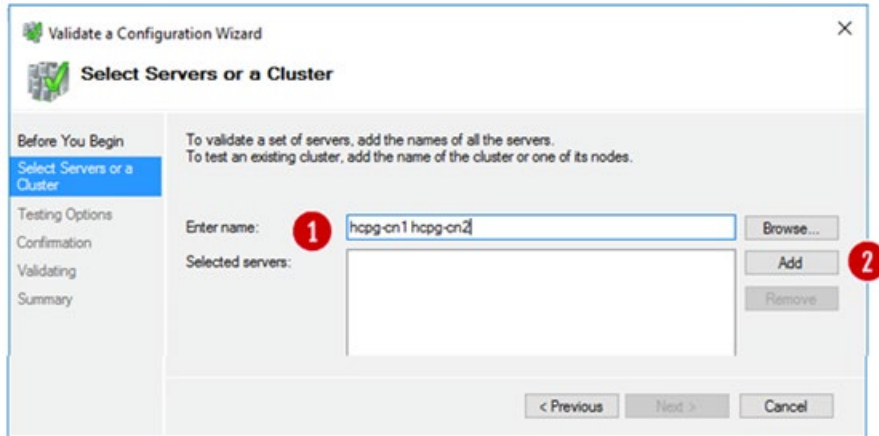 Validate a Configuration Wizard
Select Servers or a Cluster
Before You Begin
Select Servers or a
Cluster
Testing Options
Confirmation
Validating
Summary
To validate a set of servers, add the names of all the servers.
To test an existing cluster, add the name of the cluster or one of its nodes.
Enter name:
1
hcpg-cn1 hcpg-cn2
Browse...
Selected servers:
Add
2
Remove
< Previous
Next >
Cancel